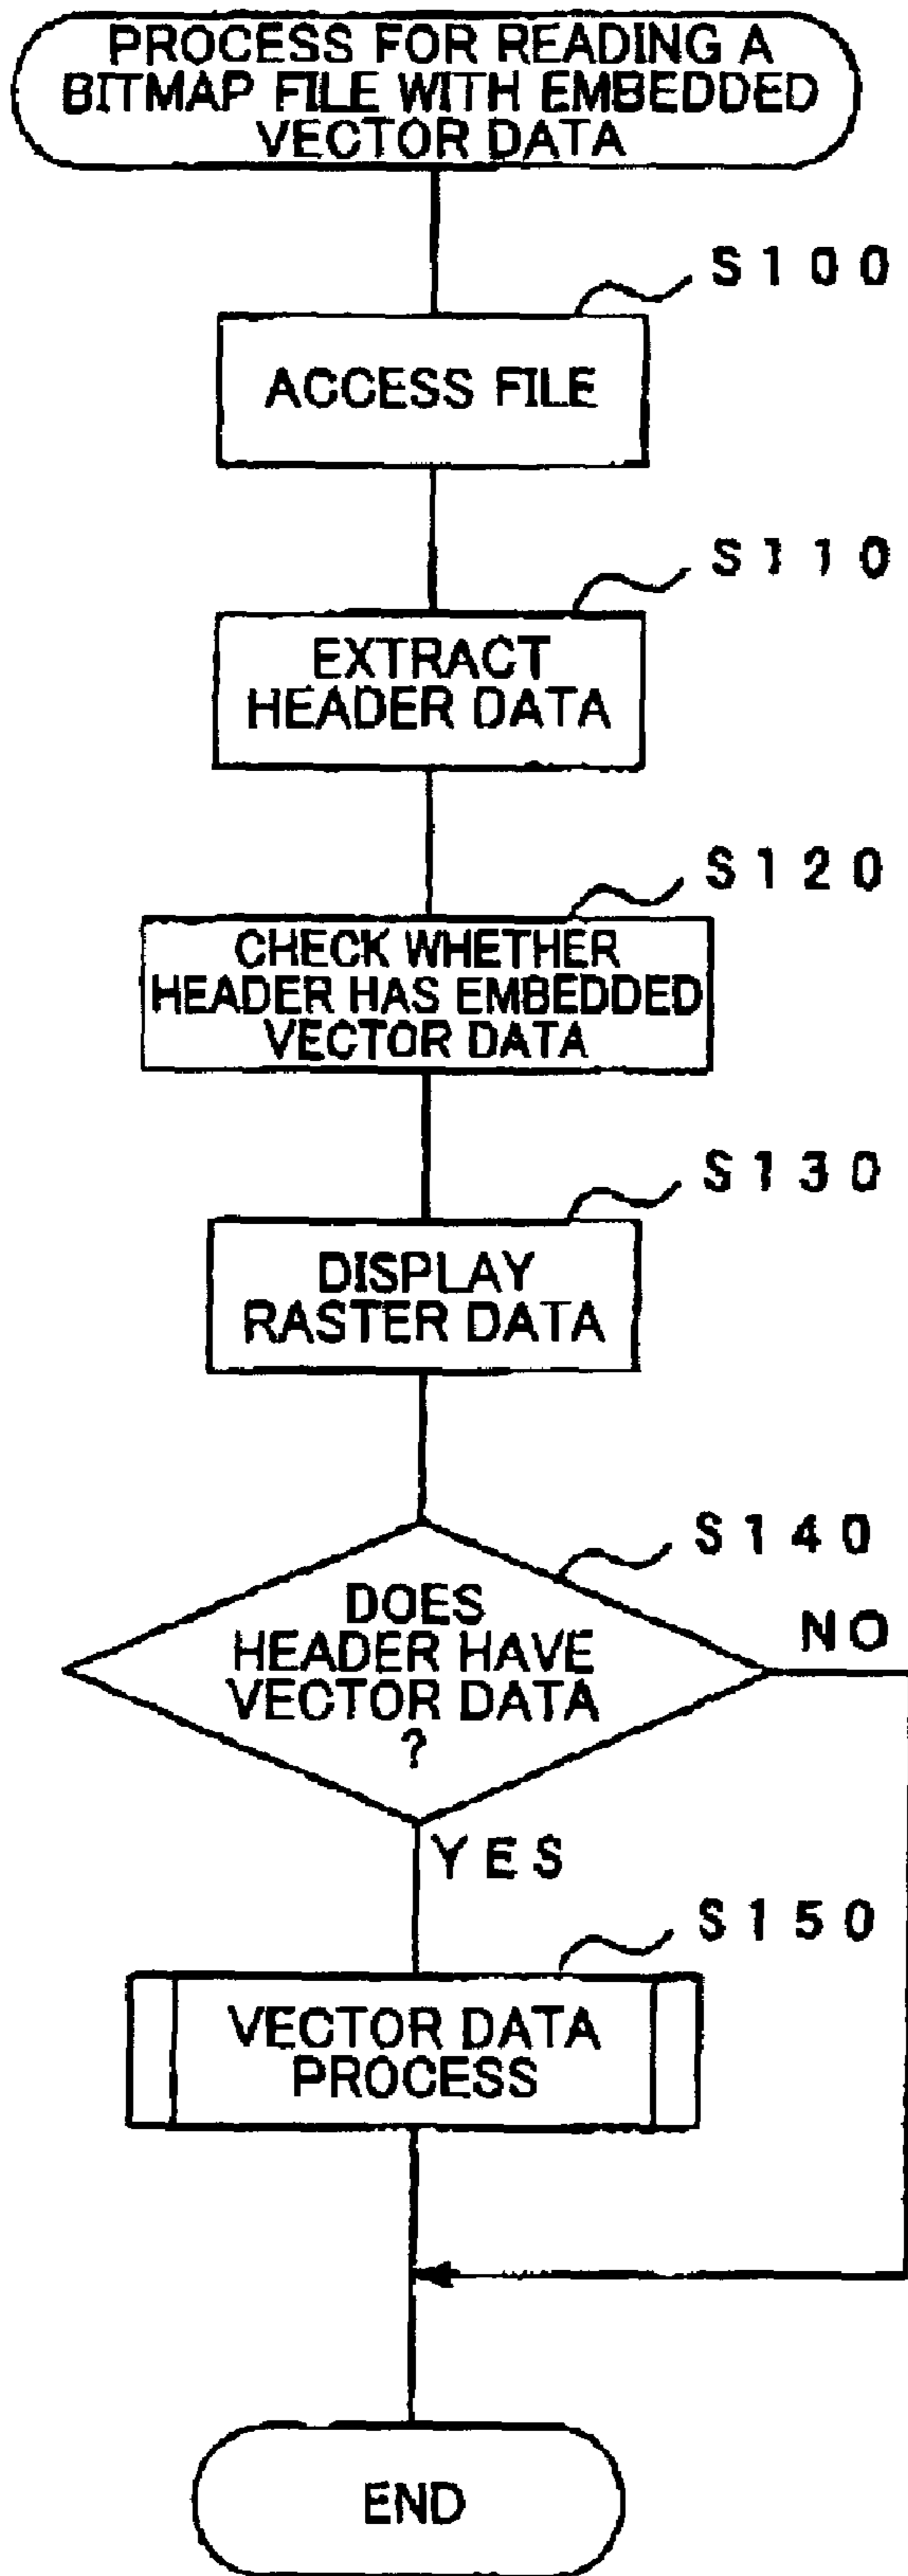 PROCESS FOR READING A
BITMAP FILE WITH EMBEDDED
VECTOR DATA
S100
ACCESS FILE
S110
EXTRACT
HEADER DATA
S120
CHECK WHETHER
HEADER HAS EMBEDDED
VECTOR DATA
S130
DISPLAY
RASTER DATA
S140
DOES
HEADER HAVE
VECTOR DATA
?
NO
YES
S150
VECTOR DATA
PROCESS
END